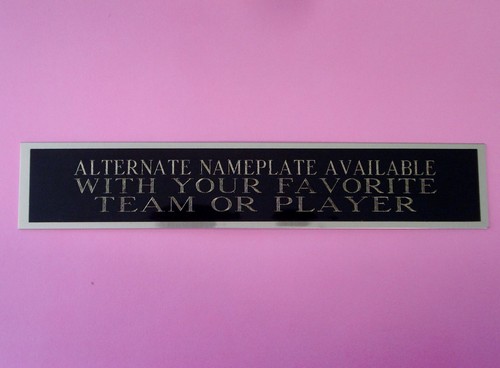 ALTERNATE NAMEPLATE AVAILABLE
WITH YOUR FAVORITE
TEAM OR PLAYER